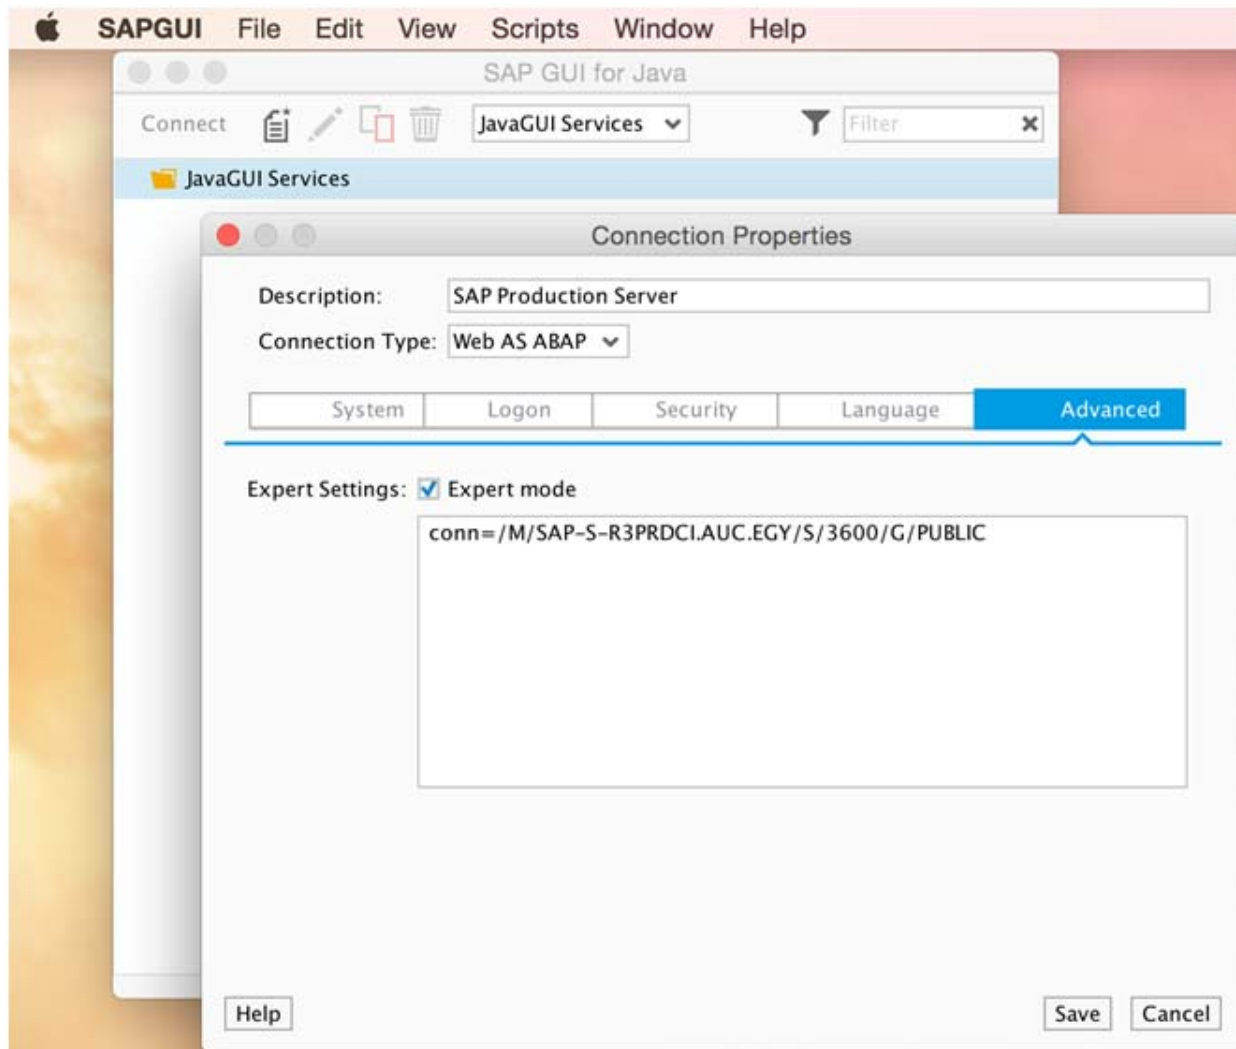 SAPGUI File Edit View Scripts Window Help
SAP GUI for Java
Connect JavaGUI Services Filter
JavaGUI Services
Connection Properties
Description: SAP Production Server
Connection Type: Web AS ABAP
System Logon Security Language Advanced
Expert Settings: Expert mode
conn=/M/SAP-S-R3PRDCI.AUC.EGY/S/3600/G/PUBLIC
Help Save Cancel